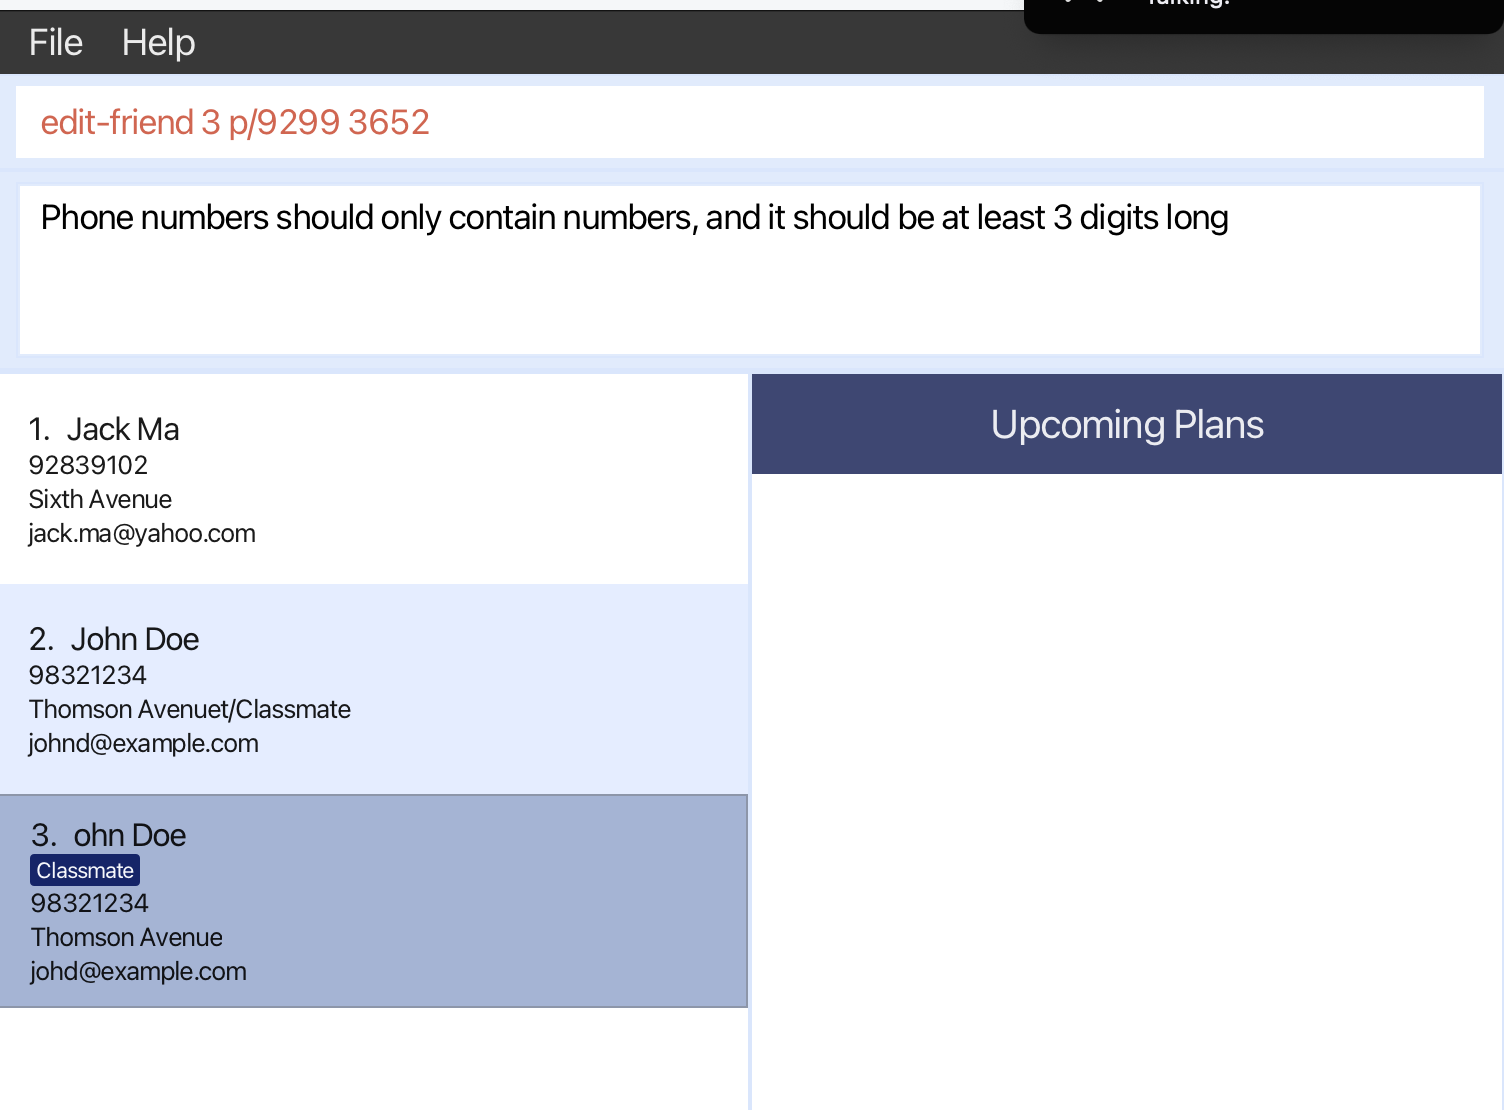 File Help
edit-friend 3 p/9299 3652
Phone numbers should only contain numbers, and it should be at least 3 digits long
1. Jack Ma
92839102
Sixth Avenue
jack.ma@yahoo.com
2. John Doe
98321234
Thomson Avenuet/Classmate
johnd@example.com
3. ohn Doe
Classmate
98321234
Thomson Avenue
johd@example.com
Upcoming Plans